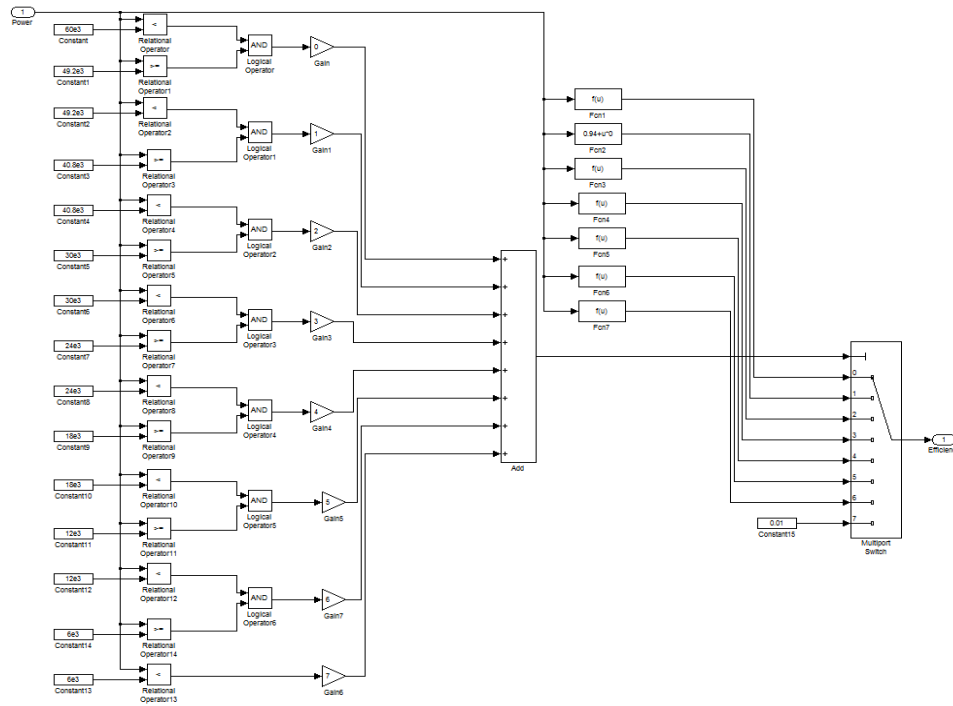 1
Power
60e3
Constant
<
Relational
Operator
AND
Logical
Operator
0
Gain
49.2e3
Constant1
>=
Relational
Operator1
49.2e3
Constant2
<
Relational
Operator2
AND
Logical
Operator1
1
Gain1
40.8e3
Constant3
>=
Relational
Operator3
40.8e3
Constant4
<
Relational
Operator4
AND
Logical
Operator2
2
Gain2
30e3
Constant5
>=
Relational
Operator5
30e3
Constant6
<
Relational
Operator6
AND
Logical
Operator3
3
Gain3
24e3
Constant7
>=
Relational
Operator7
24e3
Constant8
<
Relational
Operator8
AND
Logical
Operator4
4
Gain4
18e3
Constant9
>=
Relational
Operator9
18e3
Constant10
<
Relational
Operator10
AND
Logical
Operator5
5
Gain5
12e3
Constant11
>=
Relational
Operator11
12e3
Constant12
<
Relational
Operator12
AND
Logical
Operator6
6
Gain7
6e3
Constant14
>=
Relational
Operator14
6e3
Constant13
<
Relational
Operator13
7
Gain6
+
+
+
+
+
+
+
+
Add
f(u)
Fcn1
0.94+u*0
Fcn2
f(u)
Fcn3
f(u)
Fcn4
f(u)
Fcn5
f(u)
Fcn6
f(u)
Fcn7
0.01
Constant15
0
1
2
3
4
5
6
7
Multiport
Switch
1
Efficien